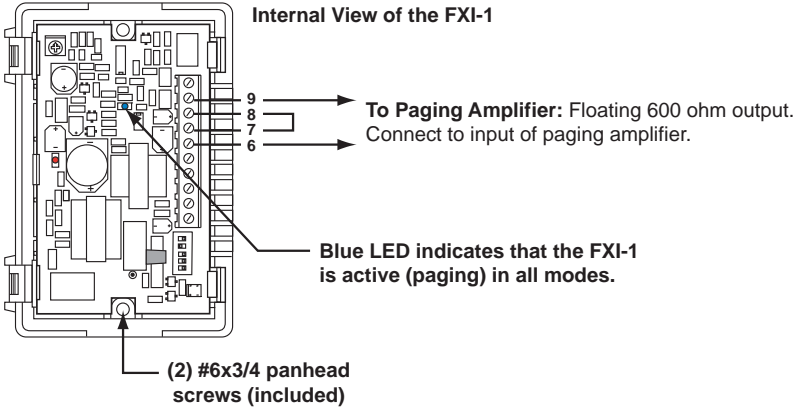 Internal View of the FXI-1
9
8
7
6
To Paging Amplifier: Floating 600 ohm output.
Connect to input of paging amplifier.
Blue LED indicates that the FXI-1
is active (paging) in all modes.
(2) #6x3/4 panhead
screws (included)